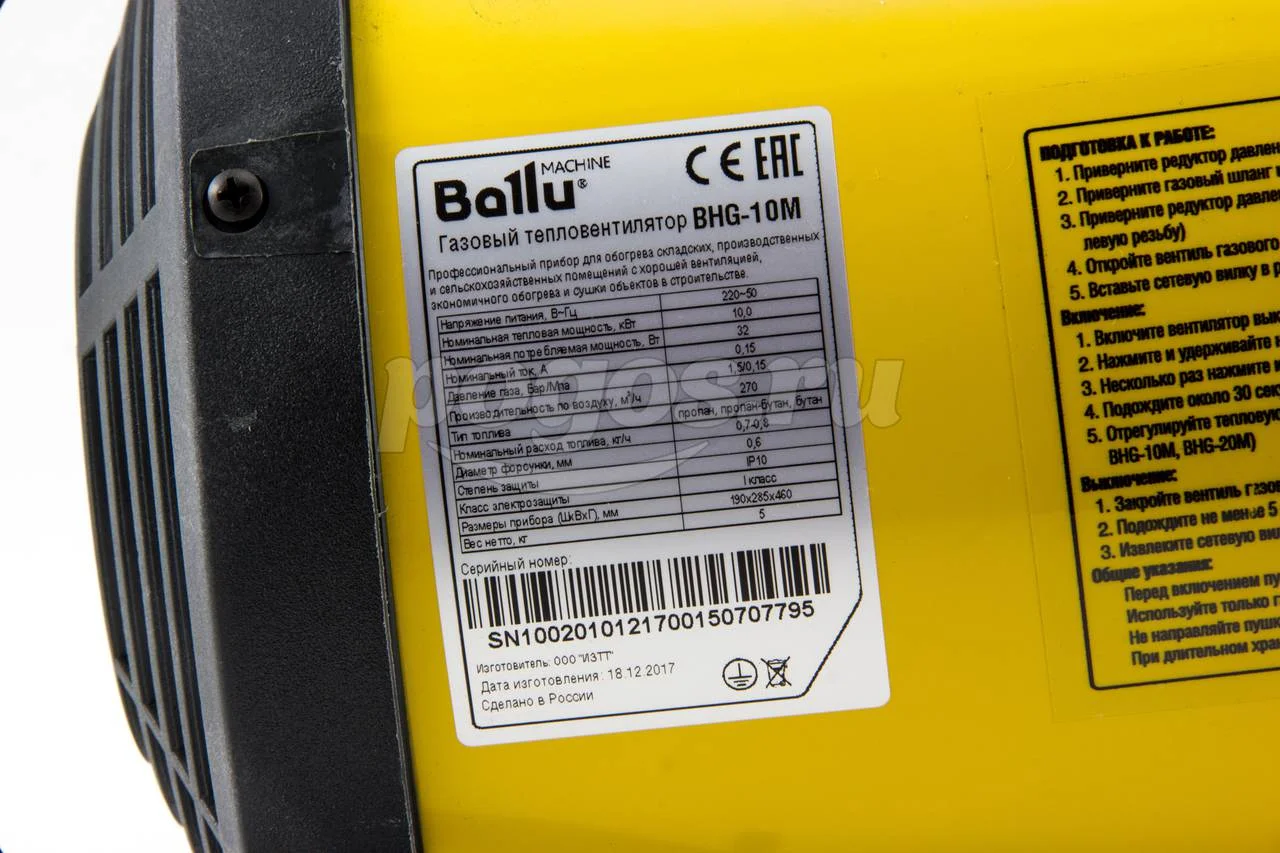 MACHINE
Ballu®
CE EAC
Газовый тепловентилятор BHG-10M
Профессиональный прибор для обогрева складских, производственных
и сельскохозяйственных помещений с хорошей вентиляцией,
экономичного обогрева и сушки объектов в строительстве.
Напряжение питания, В~Гц 220~50
Номинальная тепловая мощность, кВт 10,0
Номинальная потребляемая мощность, Вт 32
Номинальный ток, А 0,15
Давление газа, Бар/Мпа 1,5/0,15
Производительность по воздуху, м³/ч 270
Тип топлива пропан, пропан-бутан, бутан
Номинальный расход топлива, кг/ч 0,7-0,8
Диаметр форсунки, мм 0,6
Степень защиты IP10
Класс электрозащиты I класс
Размеры прибора (ШхВхГ), мм 190x285x460
Вес нетто, кг 5
Серийный номер:
SN1002010121700150707795
Изготовитель: ООО "ИЗТТ"
Дата изготовления: 18.12.2017
Сделано в России
ПОДГОТОВКА К РАБОТЕ:
1. Приверните редуктор давлен
2. Приверните газовый шланг
3. Приверните редуктор давле
левую резьбу)
4. Откройте вентиль газового
5. Вставьте сетевую вилку в р
Включение:
1. Включите вентилятор вык
2. Нажмите и удерживайте
3. Несколько раз нажмите
4. Подождите около 30 сек
5. Отрегулируйте тепловую
BHG-10M, BHG-20M)
Выключение:
1. Закройте вентиль газо
2. Подождите не менее 5
3. Извлеките сетевую вил
Общие указания:
Перед включением пу
Используйте только г
Не направляйте пушк
При длительном хран
pogos.ru